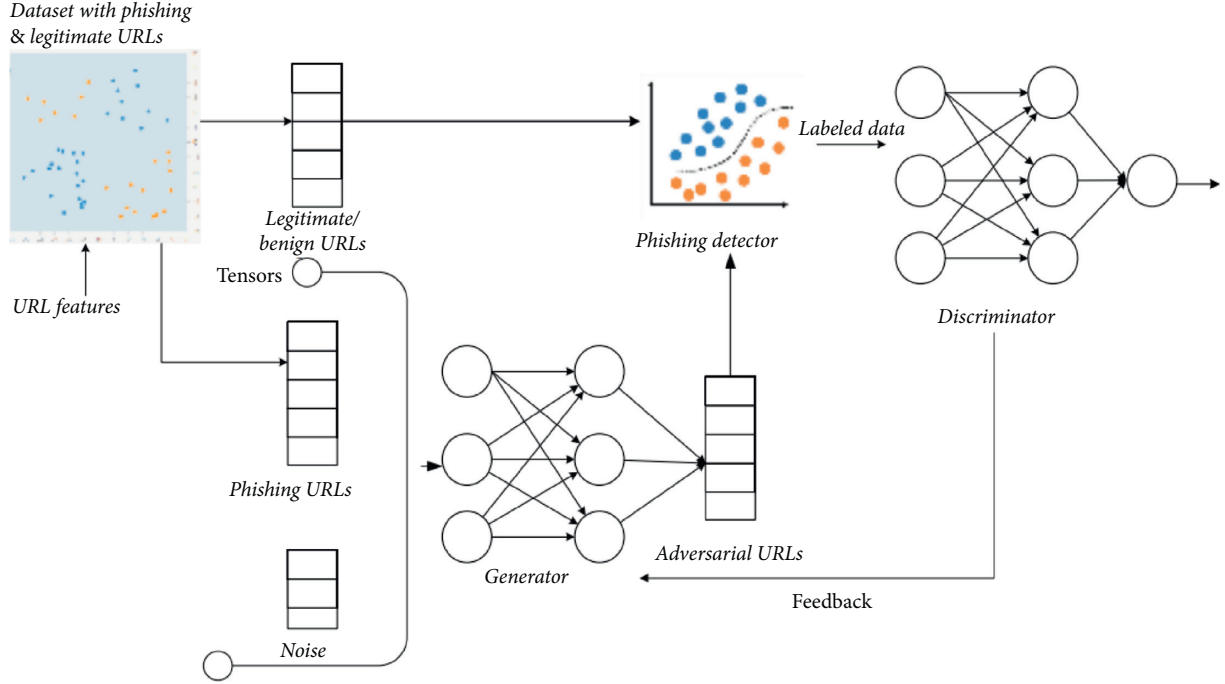 Dataset with phishing
& legitimate URLs
Legitimate/
benign URLs
Tensors
URL features
Phishing URLs
Noise
Generator
Adversarial URLs
Phishing detector
Labeled data
Discriminator
Feedback